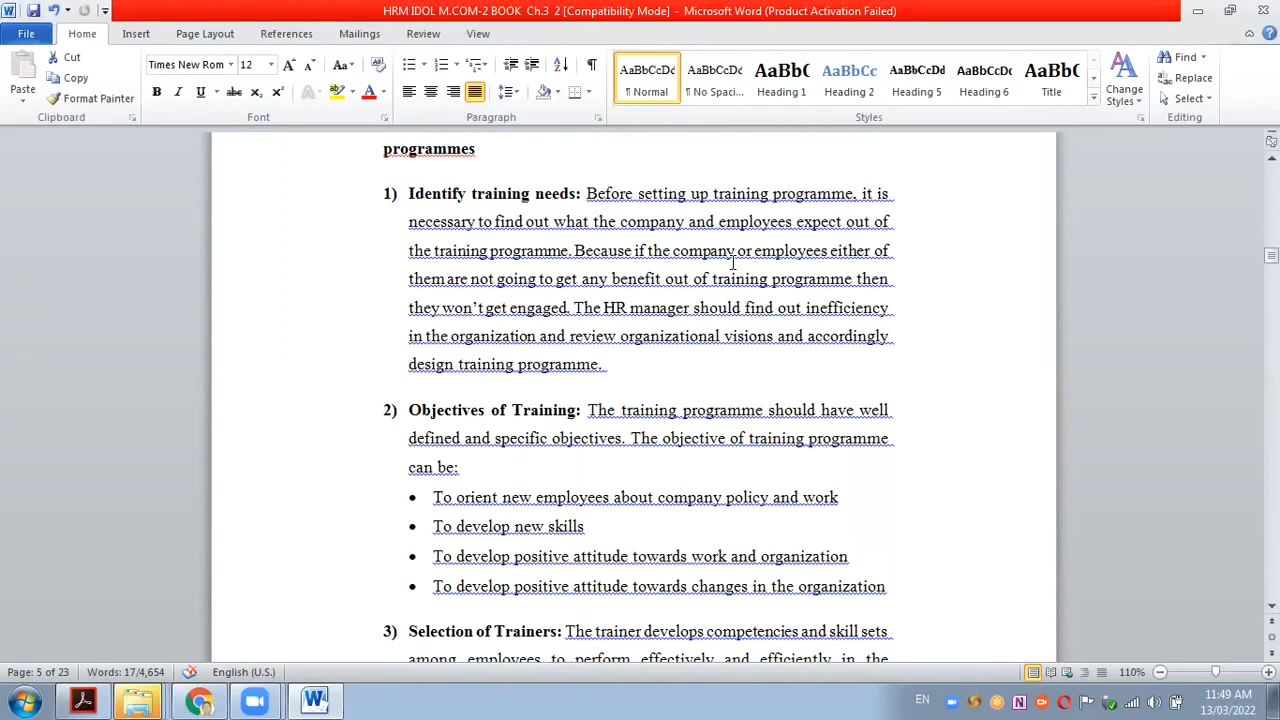 HRM IDOL M.COM-2 BOOK Ch.3 2 [Compatibility Mode] - Microsoft Word (Product Activation Failed)
File Home Insert Page Layout References Mailings Review View
Cut
Copy
Format Painter
Paste
Clipboard
Times New Rom 12
Font
Paragraph
AaBbCcDd AaBbCcDd AaBbC AaBbCc AaBbCcDd AaBbCcDd AaBbC
¶ Normal ¶ No Spaci... Heading 1 Heading 2 Heading 5 Heading 6 Title
Change Styles
Styles
Find
Replace
Select
Editing
programmes
1) Identify training needs: Before setting up training programme, it is
necessary to find out what the company and employees expect out of
the training programme. Because if the company or employees either of
them are not going to get any benefit out of training programme then
they won’t get engaged. The HR manager should find out inefficiency
in the organization and review organizational visions and accordingly
design training programme.
2) Objectives of Training: The training programme should have well
defined and specific objectives. The objective of training programme
can be:
• To orient new employees about company policy and work
• To develop new skills
• To develop positive attitude towards work and organization
• To develop positive attitude towards changes in the organization
3) Selection of Trainers: The trainer develops competencies and skill sets
among employees to perform effectively and efficiently in the
Page: 5 of 23 Words: 17/4,654 English (U.S.) 110%
EN 11:49 AM
13/03/2022